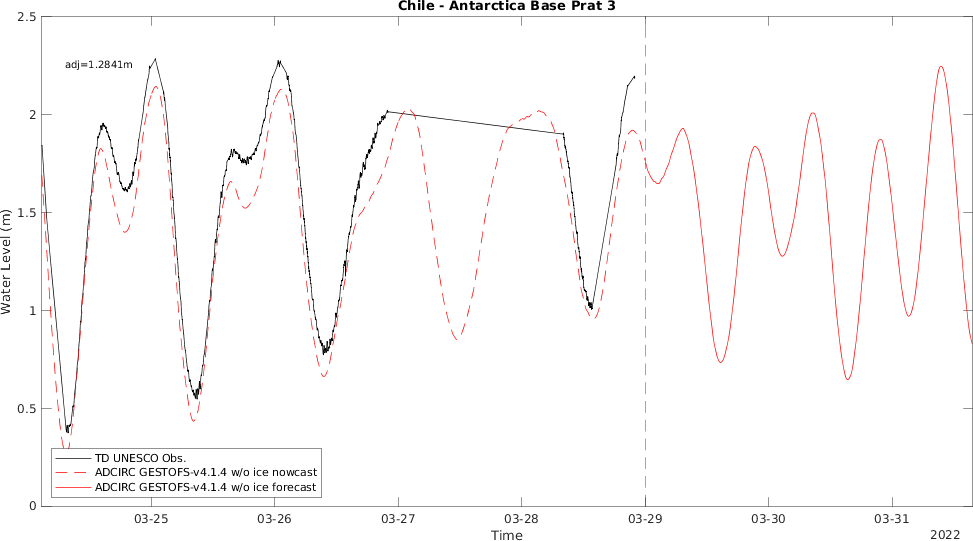 Chile - Antarctica Base Prat 3
2.5
adj=1.2841m
2
1.5
Water Level (m)
1
0.5
TD UNESCO Obs.
ADCIRC GESTOFS-v4.1.4 w/o ice nowcast
ADCIRC GESTOFS-v4.1.4 w/o ice forecast
0
03-25 03-26 03-27 03-28 03-29 03-30 03-31
Time
2022